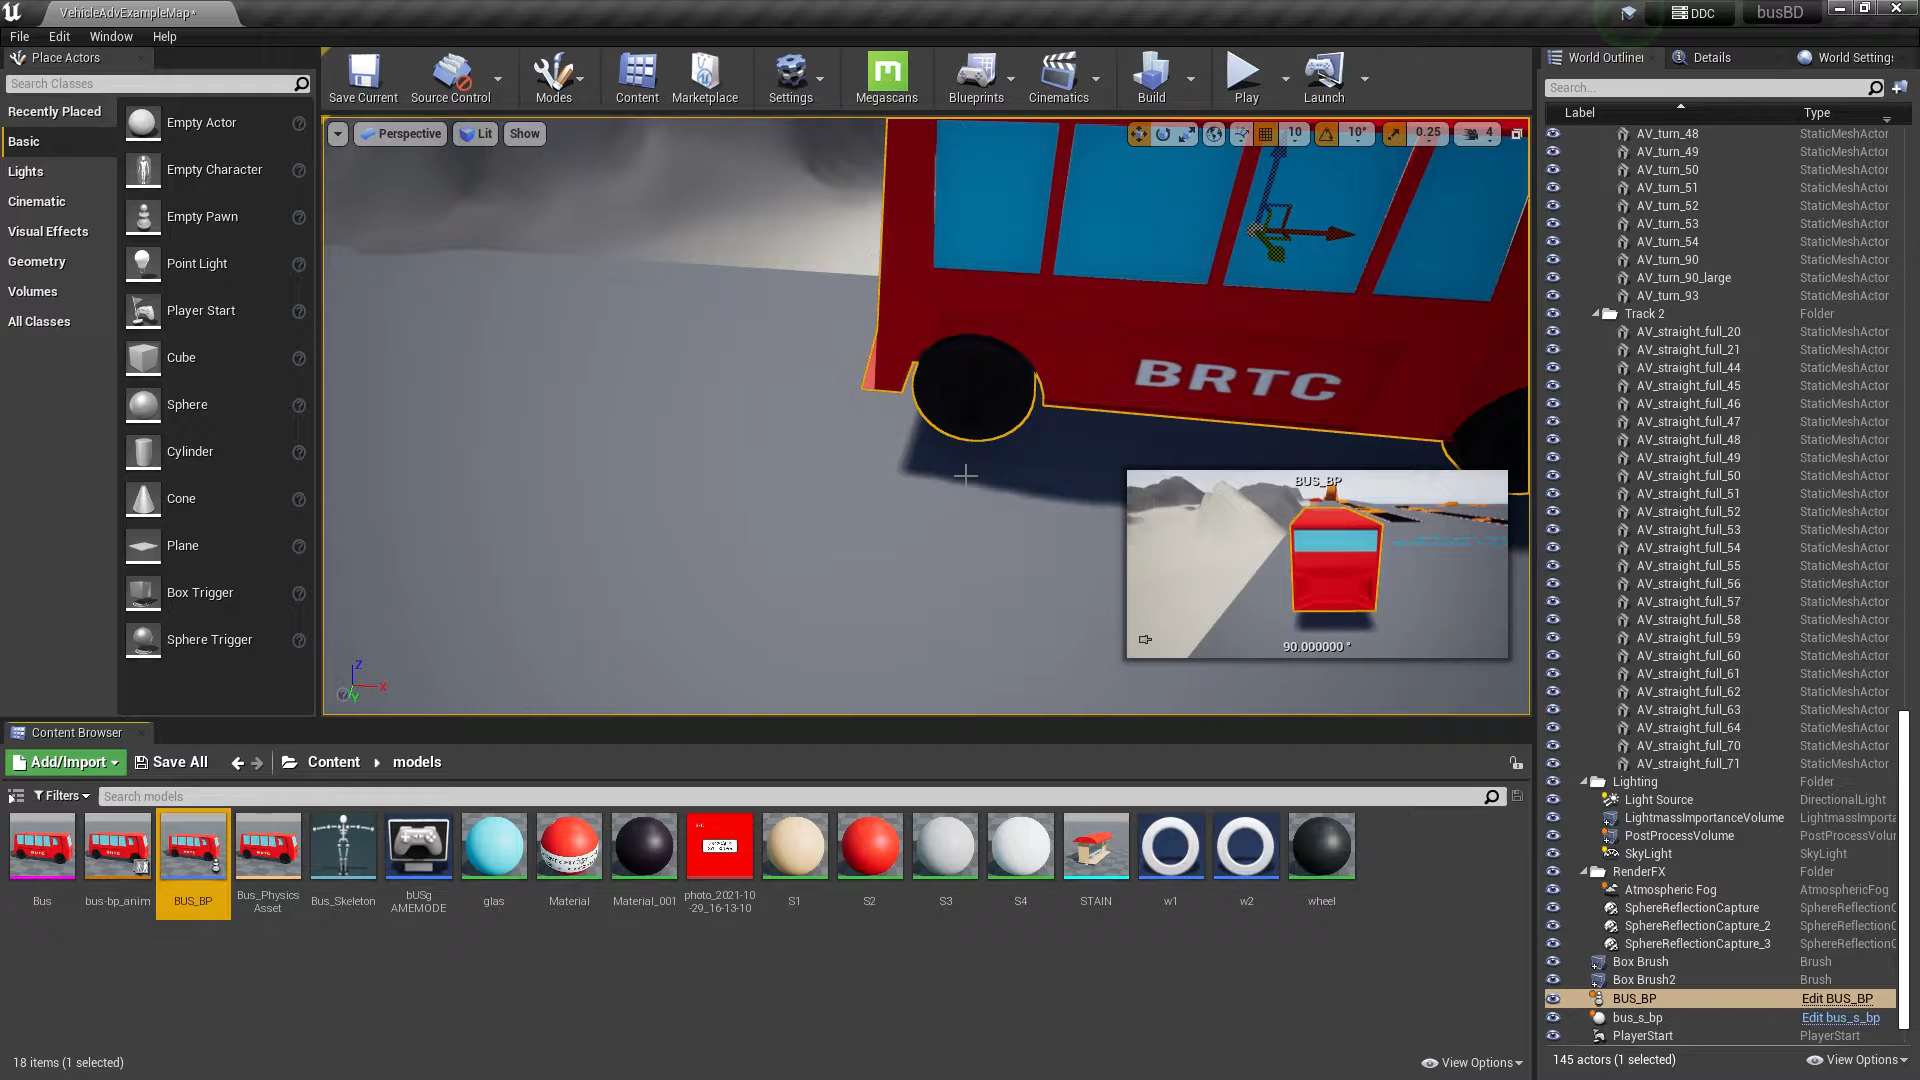 VehicleAdvExampleMap*
DDC
busBD
File Edit Window Help
Place Actors
Search Classes
Recently Placed
Basic
Lights
Cinematic
Visual Effects
Geometry
Volumes
All Classes
Empty Actor
Empty Character
Empty Pawn
Point Light
Player Start
Cube
Sphere
Cylinder
Cone
Plane
Box Trigger
Sphere Trigger
Save Current
Source Control
Modes
Content
Marketplace
Settings
Megascans
Blueprints
Cinematics
Build
Play
Launch
Perspective
Lit
Show
10
10°
0.25
4
BRTC
BUS_BP
90.000000 °
Z
X
Y
World Outliner
Details
World Settings
Search...
Label Type
AV_turn_48 StaticMeshActor
AV_turn_49 StaticMeshActor
AV_turn_50 StaticMeshActor
AV_turn_51 StaticMeshActor
AV_turn_52 StaticMeshActor
AV_turn_53 StaticMeshActor
AV_turn_54 StaticMeshActor
AV_turn_90 StaticMeshActor
AV_turn_90_large StaticMeshActor
AV_turn_93 StaticMeshActor
Track 2 Folder
AV_straight_full_20 StaticMeshActor
AV_straight_full_21 StaticMeshActor
AV_straight_full_44 StaticMeshActor
AV_straight_full_45 StaticMeshActor
AV_straight_full_46 StaticMeshActor
AV_straight_full_47 StaticMeshActor
AV_straight_full_48 StaticMeshActor
AV_straight_full_49 StaticMeshActor
AV_straight_full_50 StaticMeshActor
AV_straight_full_51 StaticMeshActor
AV_straight_full_52 StaticMeshActor
AV_straight_full_53 StaticMeshActor
AV_straight_full_54 StaticMeshActor
AV_straight_full_55 StaticMeshActor
AV_straight_full_56 StaticMeshActor
AV_straight_full_57 StaticMeshActor
AV_straight_full_58 StaticMeshActor
AV_straight_full_59 StaticMeshActor
AV_straight_full_60 StaticMeshActor
AV_straight_full_61 StaticMeshActor
AV_straight_full_62 StaticMeshActor
AV_straight_full_63 StaticMeshActor
AV_straight_full_64 StaticMeshActor
AV_straight_full_70 StaticMeshActor
AV_straight_full_71 StaticMeshActor
Lighting Folder
Light Source DirectionalLight
LightmassImportanceVolume LightmassImporta
PostProcessVolume PostProcessVolu
SkyLight SkyLight
RenderFX Folder
Atmospheric Fog AtmosphericFog
SphereReflectionCapture SphereReflectionC
SphereReflectionCapture_2 SphereReflectionC
SphereReflectionCapture_3 SphereReflectionC
Box Brush Brush
Box Brush2 Brush
BUS_BP Edit BUS_BP
bus_s_bp Edit bus_s_bp
PlayerStart PlayerStart
145 actors (1 selected)
View Options
Content Browser
Add/Import
Save All
Content
models
Filters
Search models
Bus
bus-bp_anim
BUS_BP
Bus_Physics
Asset
Bus_Skeleton
bUSg
AMEMODE
glas
Material
Material_001
photo_2021-10
-29_16-13-10
S1
S2
S3
S4
STAIN
w1
w2
wheel
18 items (1 selected)
View Options